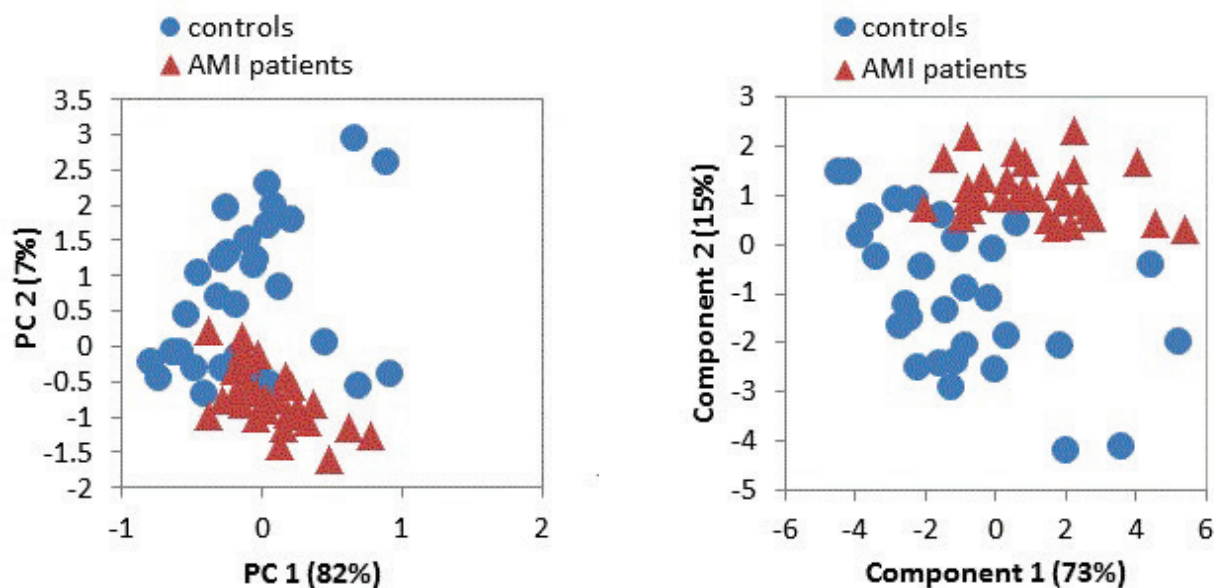 controls
AMI patients
3.5
3
2.5
2
1.5
1
0.5
0
-0.5
-1
-1.5
-2
PC 2 (7%)
-1 0 1 2
PC 1 (82%)
controls
AMI patients
3
2
1
0
-1
-2
-3
-4
-5
Component 2 (15%)
-6 -4 -2 0 2 4 6
Component 1 (73%)